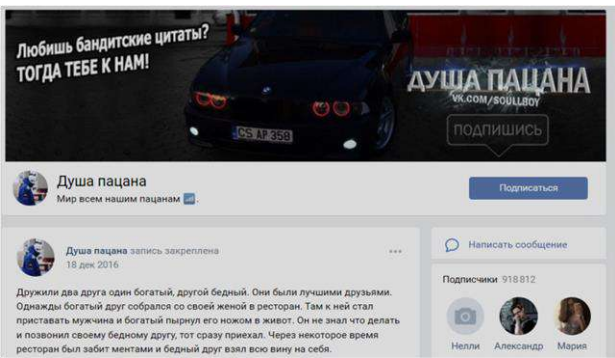 Любишь бандитские цитаты?
ТОГДА ТЕБЕ К НАМ!
ДУША ПАЦАНА
VK.COM/SOULLBOY
ПОДПИШИСЬ
CS AP 358
Душа пацана
Мир всем нашим пацанам
Подписаться
Душа пацана запись закреплена
18 дек 2016
Дружили два друга один богатый, другой бедный. Они были лучшими друзьями.
Однажды богатый друг собрался со своей женой в ресторан. Там к ней стал
приставать мужчина и богатый пырнул его ножом в живот. Он не знал что делать
и позвонил своему бедному другу, тот сразу приехал. Через некоторое время
ресторан был забит ментами и бедный друг взял всю вину на себя.
Написать сообщение
Подписчики 918 812
Нелли Александр Мария